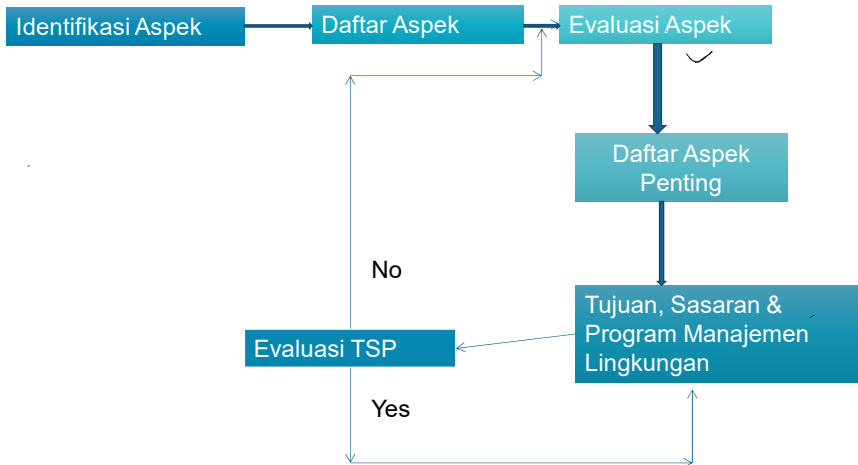 Identifikasi Aspek
Daftar Aspek
Evaluasi Aspek
Daftar Aspek
Penting
No
Tujuan, Sasaran &
Program Manajemen
Lingkungan
Evaluasi TSP
Yes